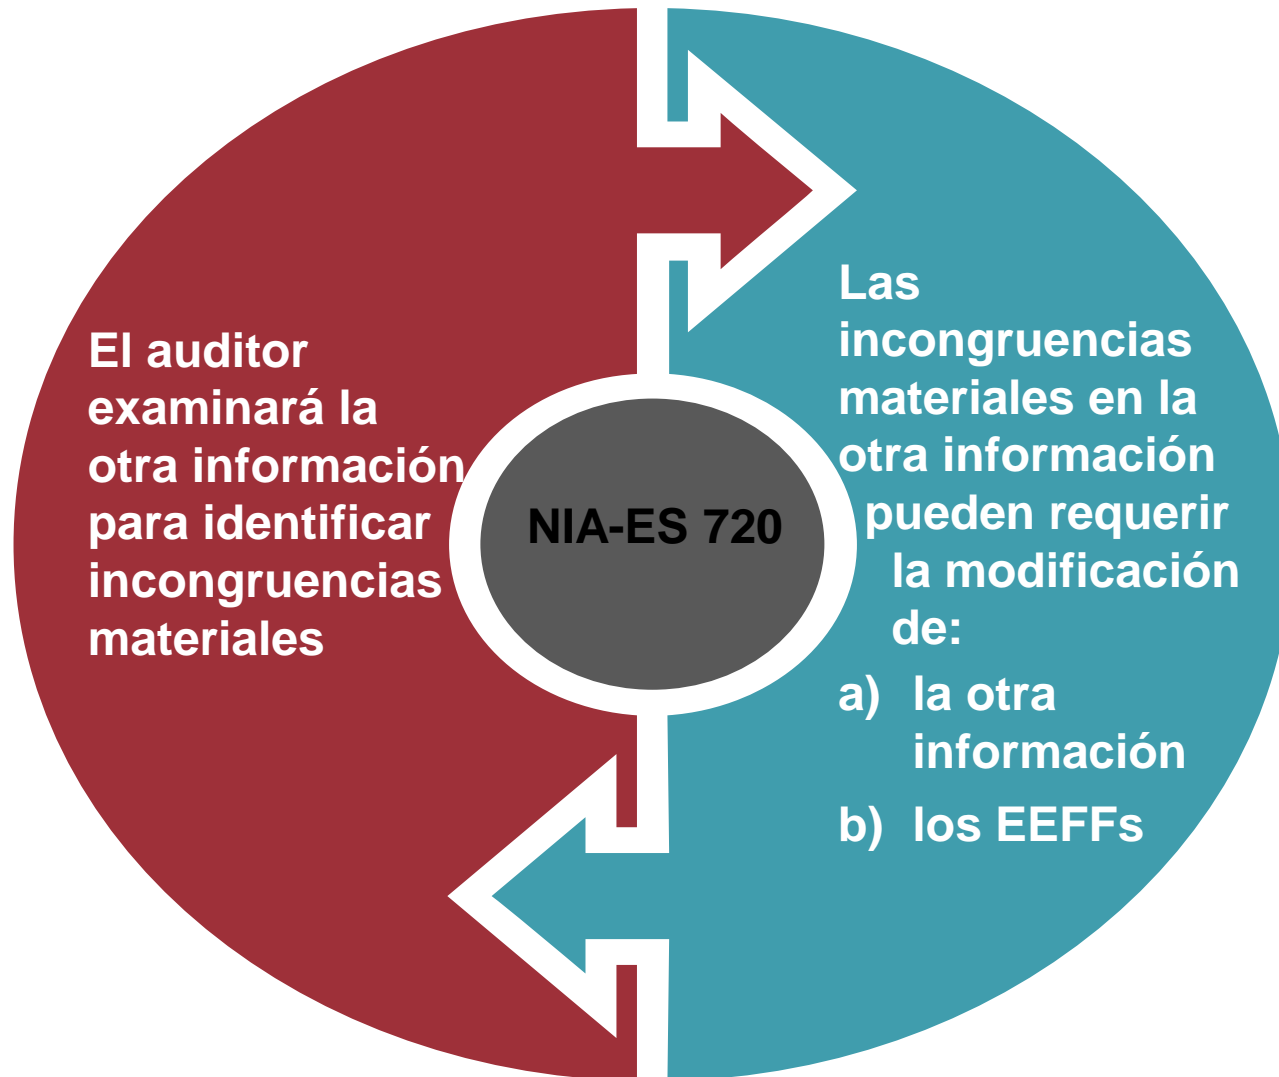 El auditor
examinará la
otra información
para identificar
incongruencias
materiales
NIA-ES 720
Las
incongruencias
materiales en la
otra información
pueden requerir
la modificación
de:
a) la otra
información
b) los EEFFs